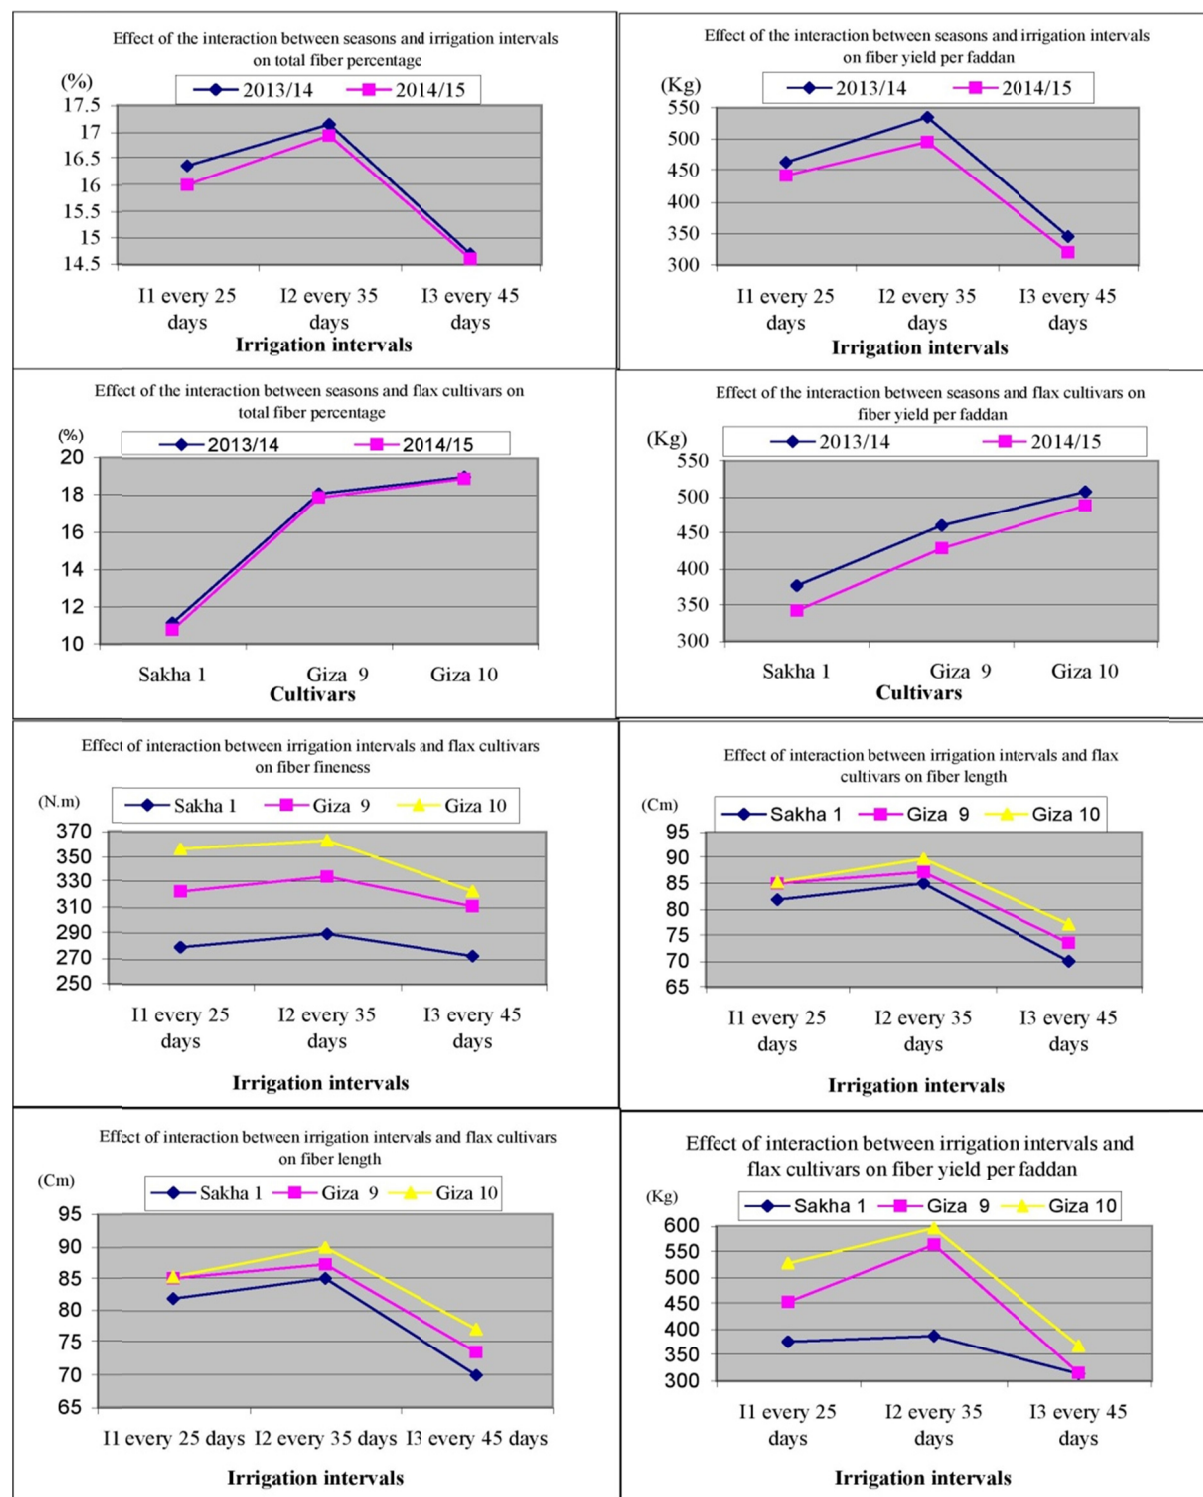 Effect of the interaction between seasons and irrigation intervals
on total fiber percentage
(%)
2013/14 2014/15
17.5
17
16.5
16
15.5
15
14.5
I1 every 25 days
I2 every 35 days
I3 every 45 days
Irrigation intervals
Effect of the interaction between seasons and irrigation intervals
on fiber yield per faddan
(Kg)
2013/14 2014/15
550
500
450
400
350
300
I1 every 25 days
I2 every 35 days
I3 every 45 days
Irrigation intervals
Effect of the interaction between seasons and flax cultivars on
total fiber percentage
(%)
2013/14 2014/15
20
18
16
14
12
10
Sakha 1 Giza 9 Giza 10
Cultivars
Effect of the interaction between seasons and flax cultivars on
fiber yield per faddan
(Kg)
2013/14 2014/15
550
500
450
400
350
300
Sakha 1 Giza 9 Giza 10
Cultivars
Effect of interaction between irrigation intervals and flax cultivars
on fiber fineness
(N.m)
Sakha 1 Giza 9 Giza 10
370
350
330
310
290
270
250
I1 every 25 days
I2 every 35 days
I3 every 45 days
Irrigation intervals
Effect of interaction between irrigation intervals and flax
cultivars on fiber length
(Cm)
Sakha 1 Giza 9 Giza 10
95
90
85
80
75
70
65
I1 every 25 days
I2 every 35 days
I3 every 45 days
Irrigation intervals
Effect of interaction between irrigation intervals and flax cultivars
on fiber length
(Cm)
Sakha 1 Giza 9 Giza 10
95
90
85
80
75
70
65
I1 every 25 days I2 every 35 days I3 every 45 days
Irrigation intervals
Effect of interaction between irrigation intervals and
flax cultivars on fiber yield per faddan
(Kg)
Sakha 1 Giza 9 Giza 10
600
550
500
450
400
350
300
I1 every 25 days
I2 every 35 days
I3 every 45 days
Irrigation intervals